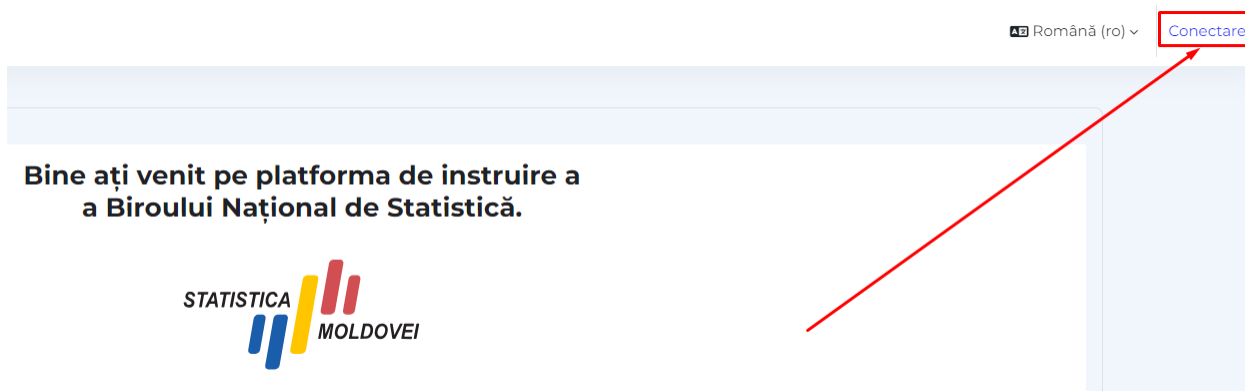 Română (ro)
Conectare
Bine ați venit pe platforma de instruire a
a Biroului Național de Statistică.
STATISTICA
MOLDOVEI